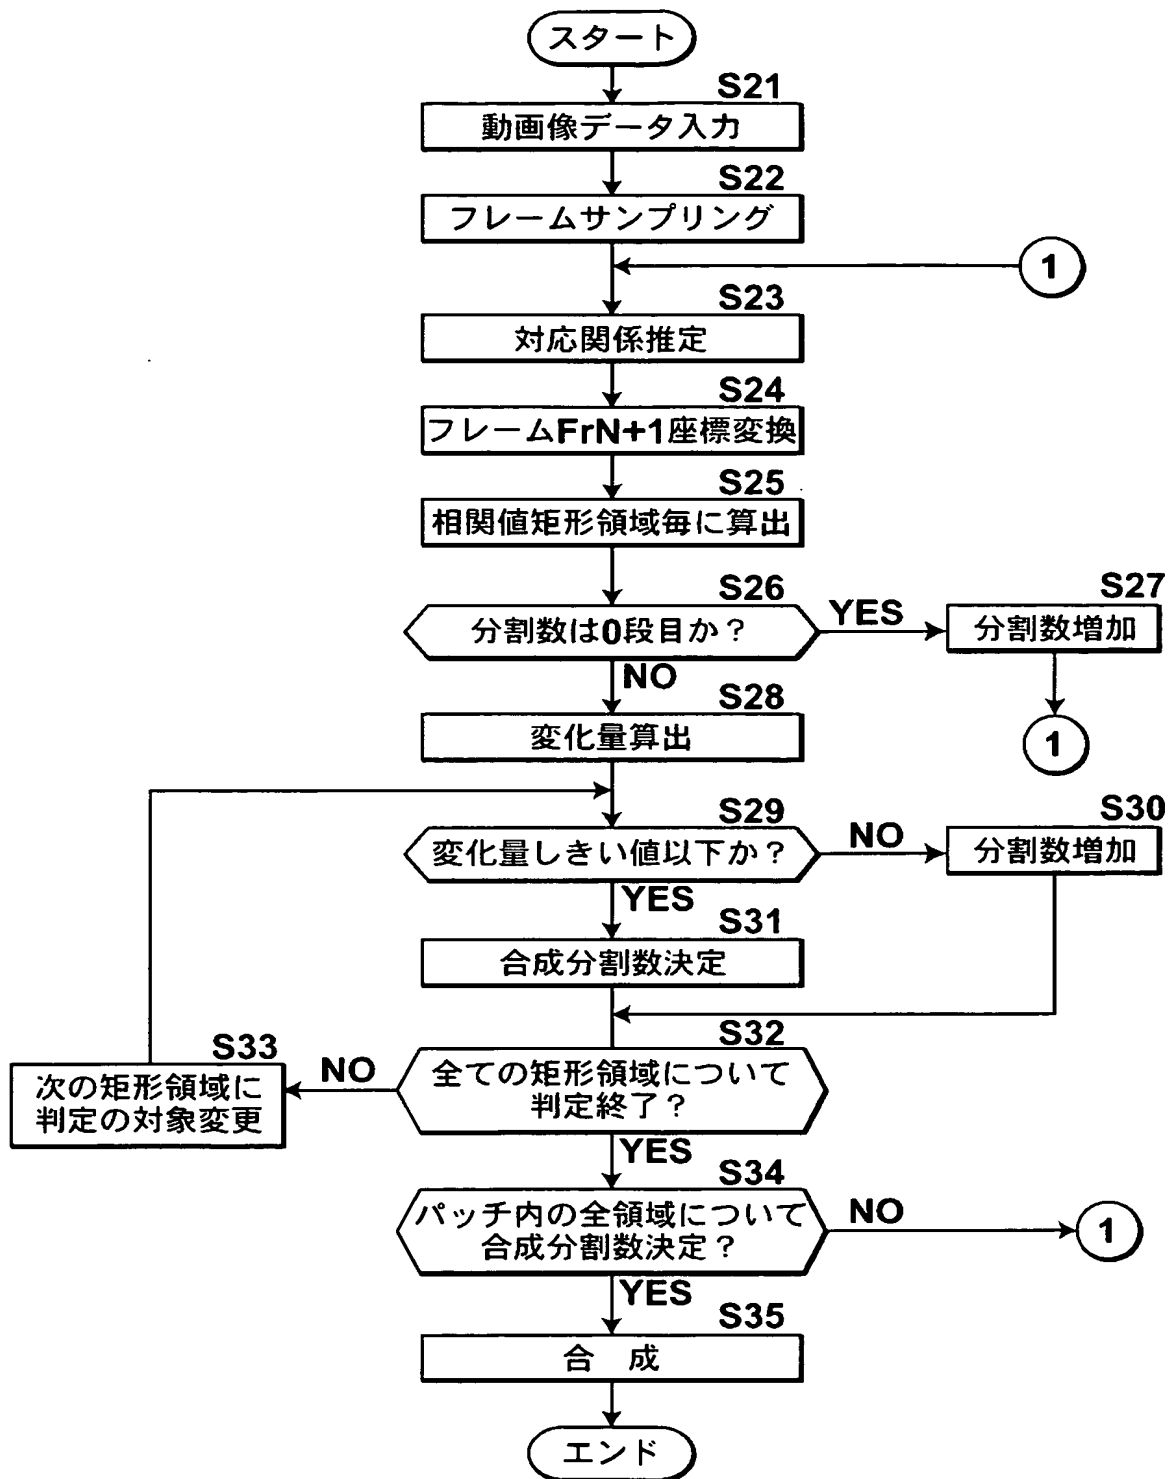 スタート
S21
動画像データ入力
S22
フレームサンプリング
1
S23
対応関係推定
S24
フレームFrN+1座標変換
S25
相関値矩形領域毎に算出
S26
分割数は0段目か?
YES
S27
分割数増加
1
NO
S28
変化量算出
S29
変化量しきい値以下か?
NO
S30
分割数増加
YES
S31
合成分割数決定
S32
全ての矩形領域について
判定終了?
NO
S33
次の矩形領域に
判定の対象変更
YES
S34
パッチ内の全領域について
合成分割数決定?
NO
1
YES
S35
合 成
エンド